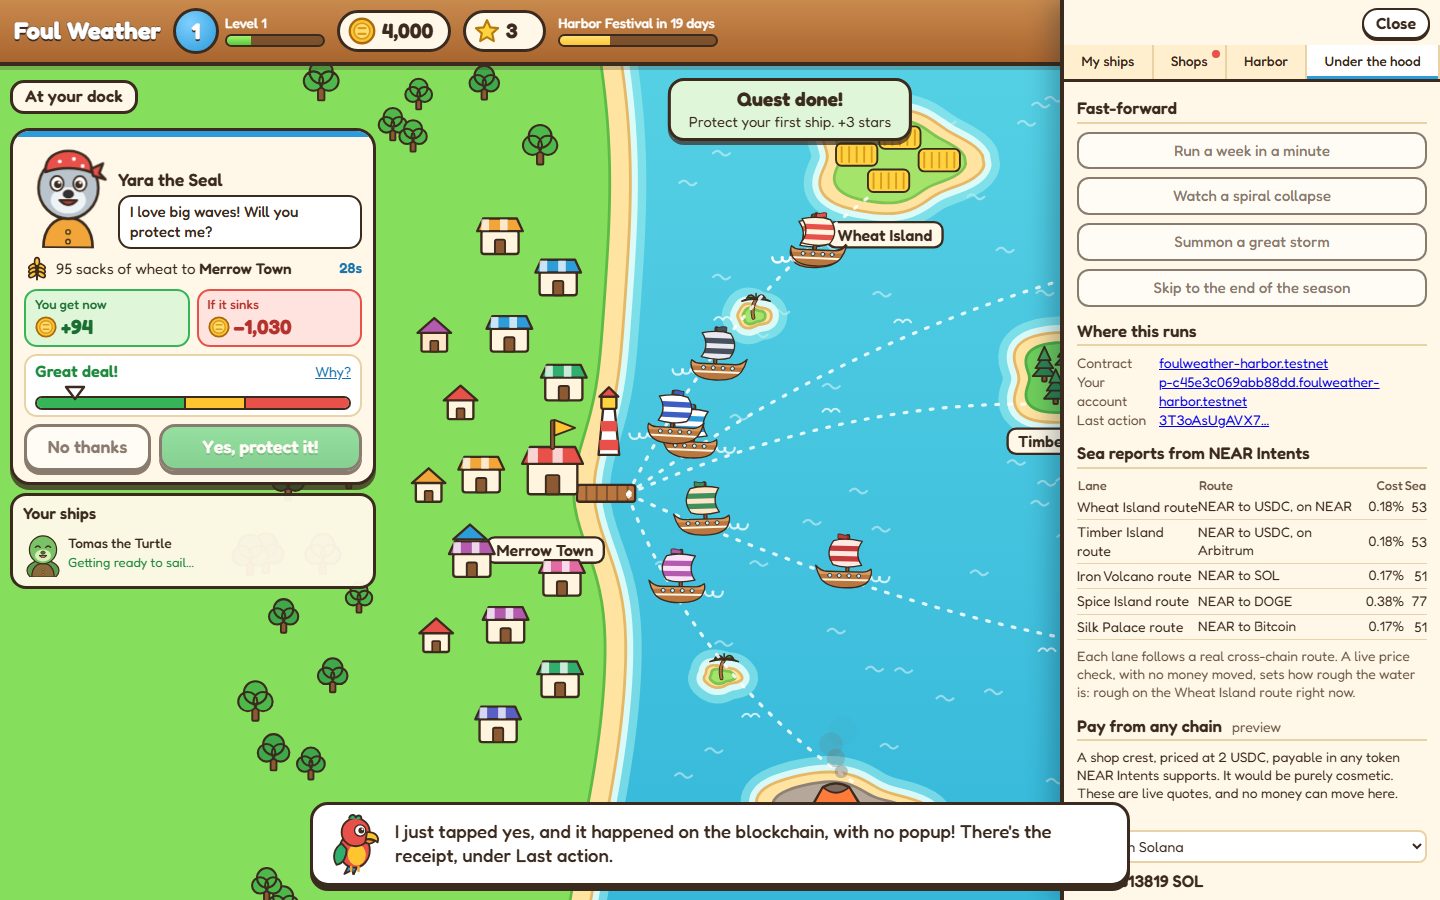 Foul Weather
1
Level 1
4,000
3
Harbor Festival in 19 days
At your dock
Yara the Seal
I love big waves! Will you
protect me?
95 sacks of wheat to Merrow Town
28s
You get now
+94
If it sinks
−1,030
Great deal!
Why?
No thanks
Yes, protect it!
Your ships
Tomas the Turtle
Getting ready to sail...
Quest done!
Protect your first ship. +3 stars
Wheat Island
Merrow Town
I just tapped yes, and it happened on the blockchain, with no popup! There's the
receipt, under Last action.
Close
My ships
Shops
Harbor
Under the hood
Fast-forward
Run a week in a minute
Watch a spiral collapse
Summon a great storm
Skip to the end of the season
Where this runs
Contract foulweather-harbor.testnet
Your account p-c45e3c069abb88dd.foulweather-
harbor.testnet
Last action 3T3oAsUgAVX7...
Sea reports from NEAR Intents
Lane Route Cost Sea
Wheat Island route NEAR to USDC, on NEAR 0.18% 53
Timber Island route NEAR to USDC, on Arbitrum 0.18% 53
Iron Volcano route NEAR to SOL 0.17% 51
Spice Island route NEAR to DOGE 0.38% 77
Silk Palace route NEAR to Bitcoin 0.17% 51
Each lane follows a real cross-chain route. A live price
check, with no money moved, sets how rough the water
is: rough on the Wheat Island route right now.
Pay from any chain preview
A shop crest, priced at 2 USDC, payable in any token
NEAR Intents supports. It would be purely cosmetic.
These are live quotes, and no money can move here.
Solana
SOL